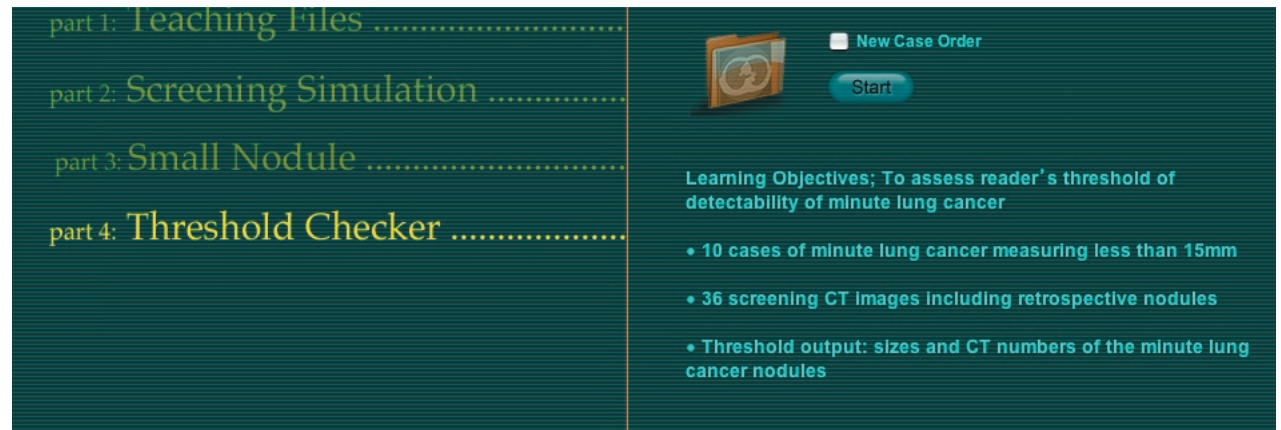 part 1: Teaching Files ..........................
part 2: Screening Simulation ...............
part 3: Small Nodule ...........................
part 4: Threshold Checker ...................
New Case Order
Start
Learning Objectives; To assess reader's threshold of
detectability of minute lung cancer
• 10 cases of minute lung cancer measuring less than 15mm
• 36 screening CT images including retrospective nodules
• Threshold output: sizes and CT numbers of the minute lung
cancer nodules